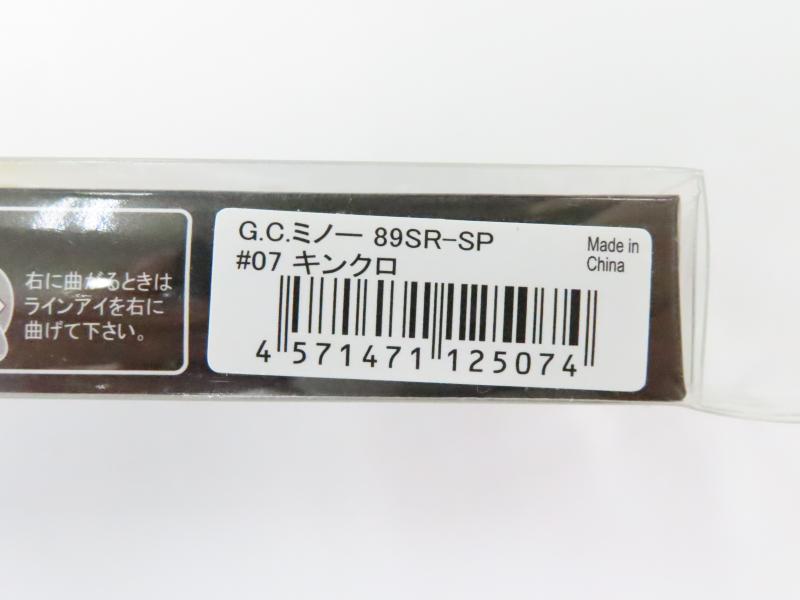 右に曲がるときは
ラインアイを右に
曲げて下さい。
G.C.ミノー 89SR-SP
#07 キンクロ
Made in
China
4 571471 125074